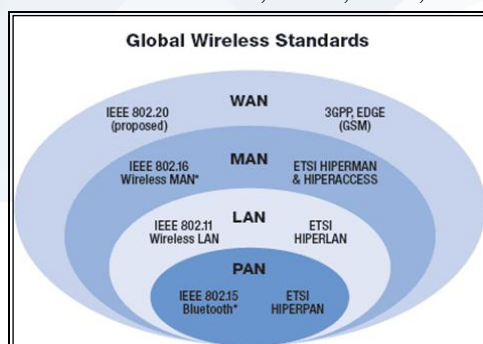 Global Wireless Standards
WAN
IEEE 802.20
(proposed)
3GPP, EDGE
(GSM)
MAN
IEEE 802.16
Wireless MAN*
ETSI HIPERMAN
& HIPERACCESS
LAN
IEEE 802.11
Wireless LAN
ETSI
HIPERLAN
PAN
IEEE 802.15
Bluetooth*
ETSI
HIPERPAN